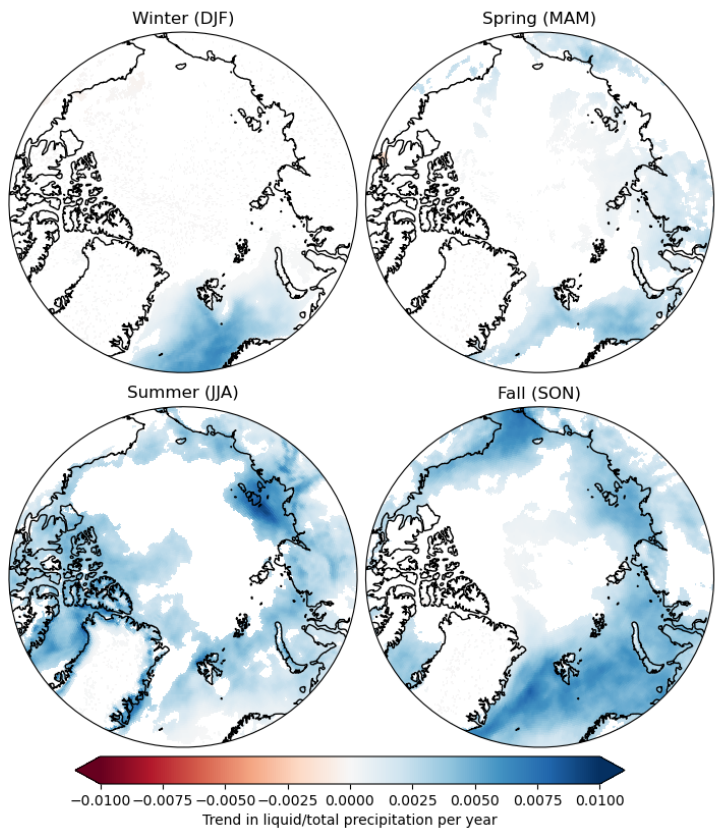 Winter (DJF) Spring (MAM)
Summer (JJA) Fall (SON)
−0.0100 −0.0075 −0.0050 −0.0025 0.0000 0.0025 0.0050 0.0075 0.0100
Trend in liquid/total precipitation per year